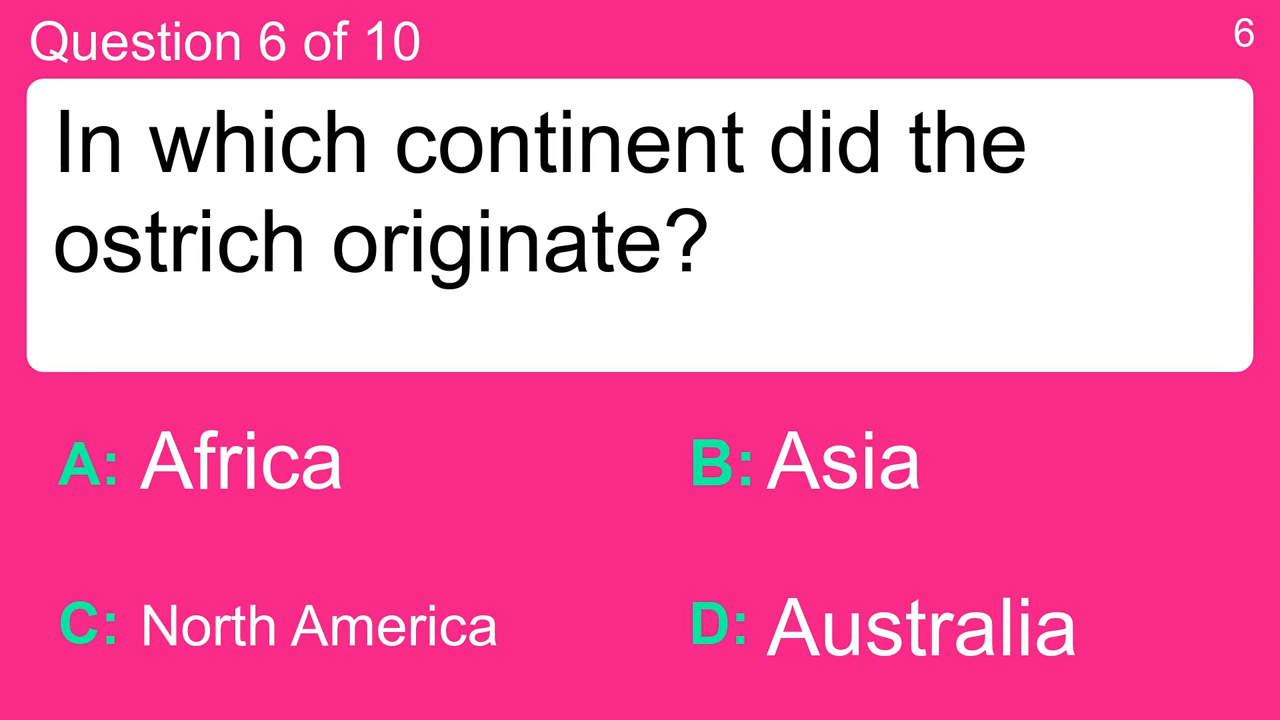 Question 6 of 10
6
In which continent did the
ostrich originate?
A: Africa
B: Asia
C: North America
D: Australia